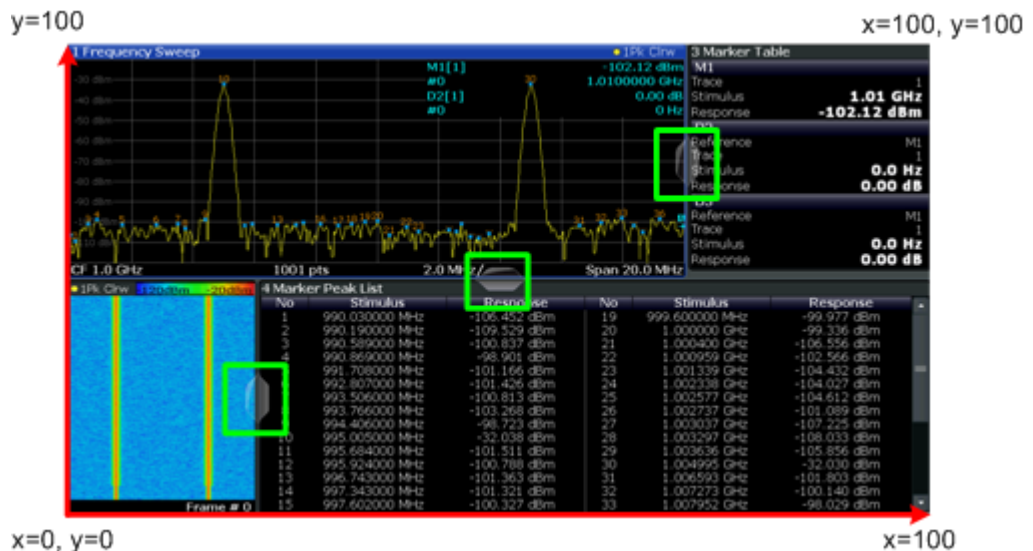 y=100
x=100, y=100
1 Frequency Sweep
1Pk Clrw
M1[1] -102.12 dBm
#0 1.0100000 GHz
D2[1] 0.00 dB
#0 0 Hz
CF 1.0 GHz 1001 pts 2.0 MHz/ Span 20.0 MHz
3 Marker Table
M1
Trace 1
Stimulus 1.01 GHz
Response -102.12 dBm
Reference M1
Trace 1
Stimulus 0.0 Hz
Response 0.00 dB
D3
Reference M1
Trace 1
Stimulus 0.0 Hz
Response 0.00 dB
1Pk Clrw -120dBm -20dBm
Frame # 0
4 Marker Peak List
No Stimulus Response No Stimulus Response
1 990.030000 MHz -106.452 dBm 19 999.600000 MHz -99.977 dBm
2 990.190000 MHz -109.529 dBm 20 1.000000 GHz -99.336 dBm
3 990.589000 MHz -100.837 dBm 21 1.000400 GHz -106.556 dBm
4 990.869000 MHz -98.901 dBm 22 1.000959 GHz -102.566 dBm
991.708000 MHz -101.166 dBm 23 1.001339 GHz -104.432 dBm
992.807000 MHz -101.426 dBm 24 1.002338 GHz -104.027 dBm
993.506000 MHz -100.813 dBm 25 1.002577 GHz -104.612 dBm
993.766000 MHz -103.268 dBm 26 1.002737 GHz -101.089 dBm
994.406000 MHz -98.723 dBm 27 1.003037 GHz -107.225 dBm
10 995.005000 MHz -32.038 dBm 28 1.003297 GHz -108.033 dBm
11 995.684000 MHz -101.511 dBm 29 1.003636 GHz -105.856 dBm
12 995.924000 MHz -100.788 dBm 30 1.004995 GHz -32.030 dBm
13 996.743000 MHz -101.363 dBm 31 1.006593 GHz -101.803 dBm
14 997.343000 MHz -101.321 dBm 32 1.007273 GHz -100.140 dBm
15 997.602000 MHz -100.327 dBm 33 1.007952 GHz -98.029 dBm
x=0, y=0
x=100